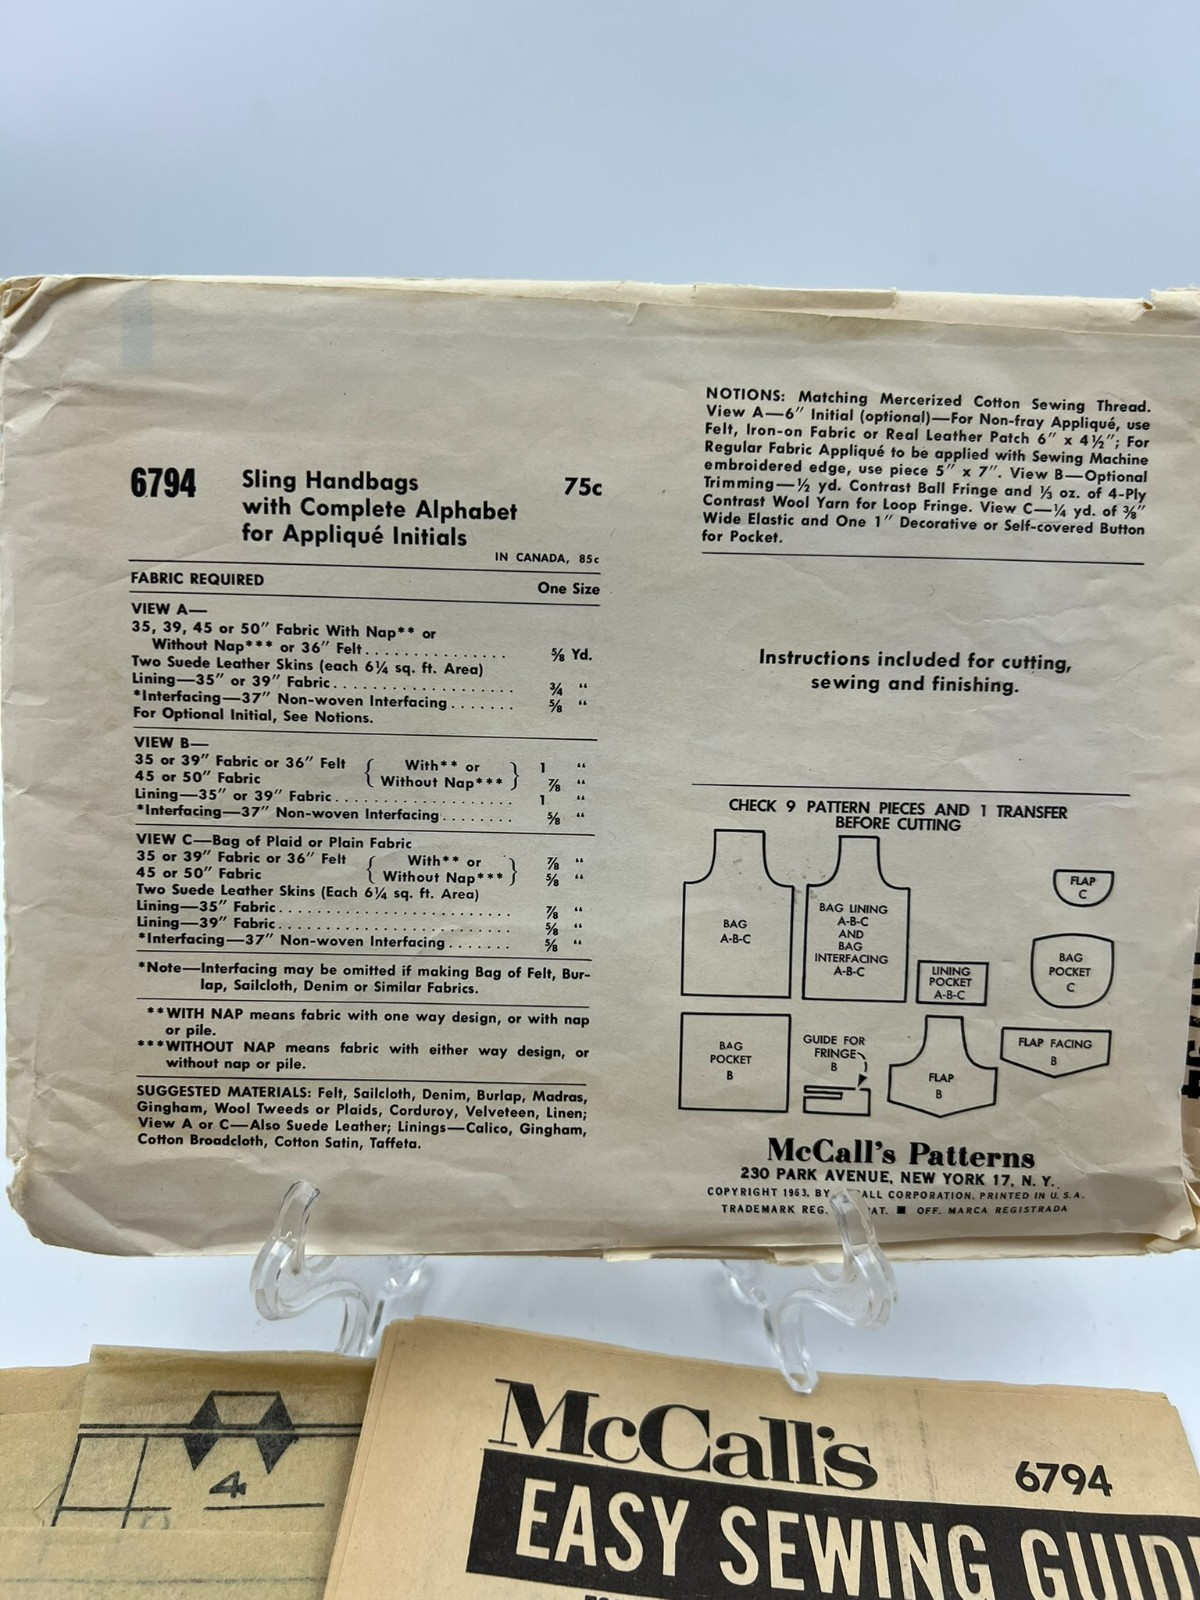 6794
Sling Handbags
with Complete Alphabet
for Appliqué Initials
75c
IN CANADA, 85c
FABRIC REQUIRED One Size
VIEW A—
35, 39, 45 or 50" Fabric With Nap** or
Without Nap*** or 36" Felt . . . . . . . . . . . . . . . ⅝ Yd.
Two Suede Leather Skins (each 6¼ sq. ft. Area)
Lining—35" or 39" Fabric . . . . . . . . . . . . . . . . . . . ¾ "
*Interfacing—37" Non-woven Interfacing . . . . . . . ⅝ "
For Optional Initial, See Notions.
VIEW B—
35 or 39" Fabric or 36" Felt { With** or } 1 "
45 or 50" Fabric { Without Nap*** } ⅞ "
Lining—35" or 39" Fabric . . . . . . . . . . . . . . . . . . . 1 "
*Interfacing—37" Non-woven Interfacing . . . . . . . . ⅝ "
VIEW C—Bag of Plaid or Plain Fabric
35 or 39" Fabric or 36" Felt { With** or } ⅞ "
45 or 50" Fabric { Without Nap*** } ⅝ "
Two Suede Leather Skins (Each 6¼ sq. ft. Area)
Lining—35" Fabric . . . . . . . . . . . . . . . . . . . . . . . . . ⅞ "
Lining—39" Fabric . . . . . . . . . . . . . . . . . . . . . . . . . ⅝ "
*Interfacing—37" Non-woven Interfacing . . . . . . . ⅝ "
*Note—Interfacing may be omitted if making Bag of Felt, Bur-
lap, Sailcloth, Denim or Similar Fabrics.
**WITH NAP means fabric with one way design, or with nap
or pile.
***WITHOUT NAP means fabric with either way design, or
without nap or pile.
SUGGESTED MATERIALS: Felt, Sailcloth, Denim, Burlap, Madras,
Gingham, Wool Tweeds or Plaids, Corduroy, Velveteen, Linen;
View A or C—Also Suede Leather; Linings—Calico, Gingham,
Cotton Broadcloth, Cotton Satin, Taffeta.
NOTIONS: Matching Mercerized Cotton Sewing Thread.
View A—6" Initial (optional)—For Non-fray Appliqué, use
Felt, Iron-on Fabric or Real Leather Patch 6" x 4½"; For
Regular Fabric Appliqué to be applied with Sewing Machine
embroidered edge, use piece 5" x 7". View B—Optional
Trimming—½ yd. Contrast Ball Fringe and ⅓ oz. of 4-Ply
Contrast Wool Yarn for Loop Fringe. View C—¼ yd. of ⅜"
Wide Elastic and One 1" Decorative or Self-covered Button
for Pocket.
Instructions included for cutting,
sewing and finishing.
CHECK 9 PATTERN PIECES AND 1 TRANSFER
BEFORE CUTTING
BAG
A-B-C
BAG LINING
A-B-C
AND
BAG
INTERFACING
A-B-C
LINING
POCKET
A-B-C
FLAP
C
BAG
POCKET
C
BAG
POCKET
B
GUIDE FOR
FRINGE
B
FLAP
B
FLAP FACING
B
McCall's Patterns
230 PARK AVENUE, NEW YORK 17, N. Y.
COPYRIGHT 1963, BY CALL CORPORATION, PRINTED IN U. S. A.
TRADEMARK REG. PAT. ■ OFF. MARCA REGISTRADA
4
McCall's
6794
EASY SEWING GUIDE